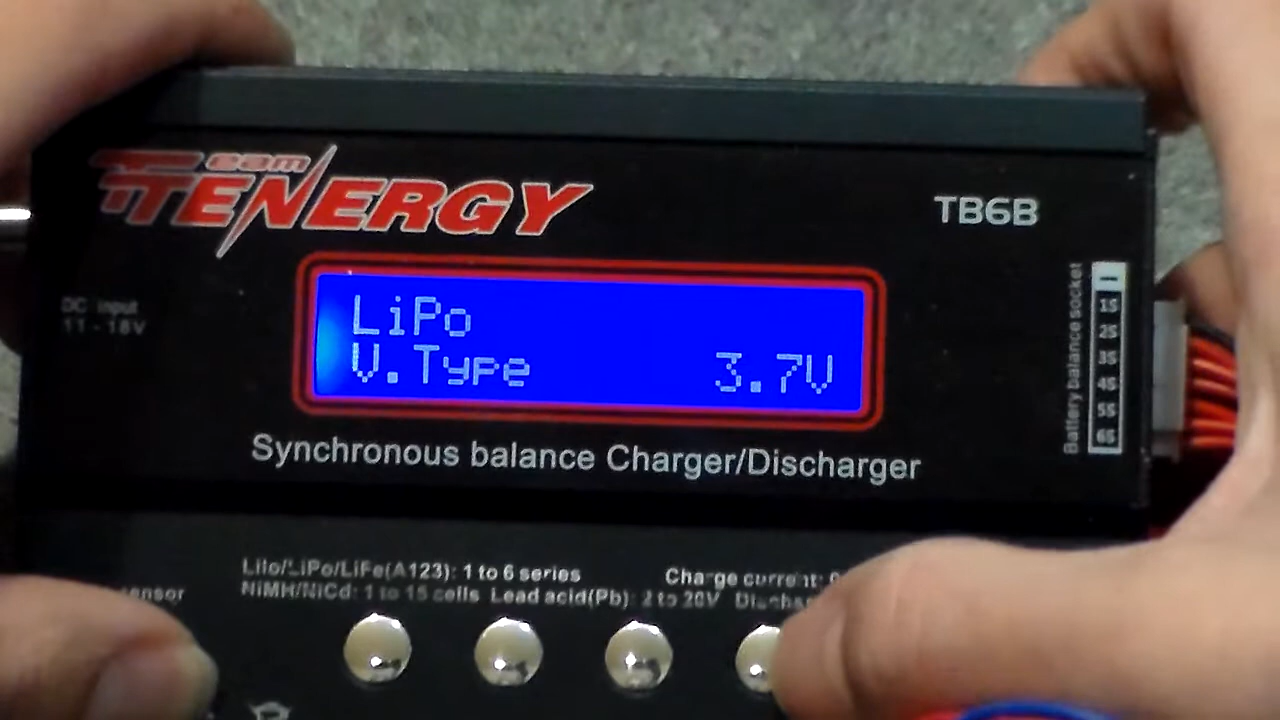 com
TENERGY
TB6B
DC input
11 - 18V
LiPo
V.Type 3.7V
Battery balance socket
1S
2S
3S
4S
5S
6S
Synchronous balance Charger/Discharger
LiIo/LiPo/LiFe(A123): 1 to 6 series
Charge current:
NiMH/NiCd: 1 to 15 cells Lead acid(Pb): 2 to 20V